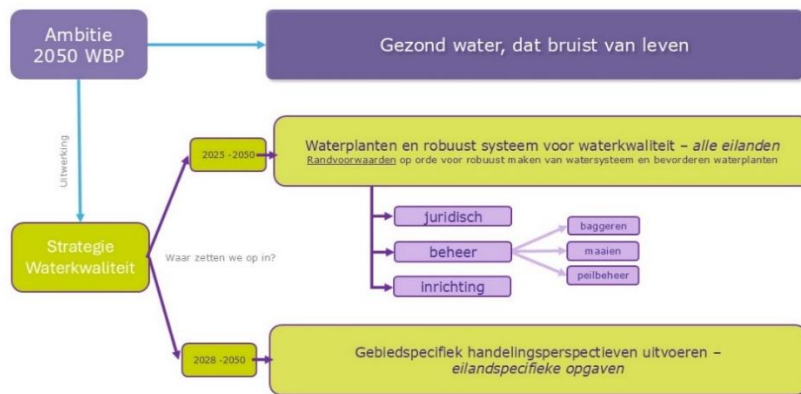 Ambitie
2050 WBP
Gezond water, dat bruist van leven
Uitwerking
2025 -2050
Waterplanten en robuust systeem voor waterkwaliteit – alle eilanden
Randvoorwaarden op orde voor robuust maken van watersysteem en bevorderen waterplanten
Strategie
Waterkwaliteit
Waar zetten we op in?
juridisch
beheer
inrichting
baggeren
maaien
peilbeheer
2028 -2050
Gebiedspecifiek handelingsperspectieven uitvoeren –
eilandspecifieke opgaven